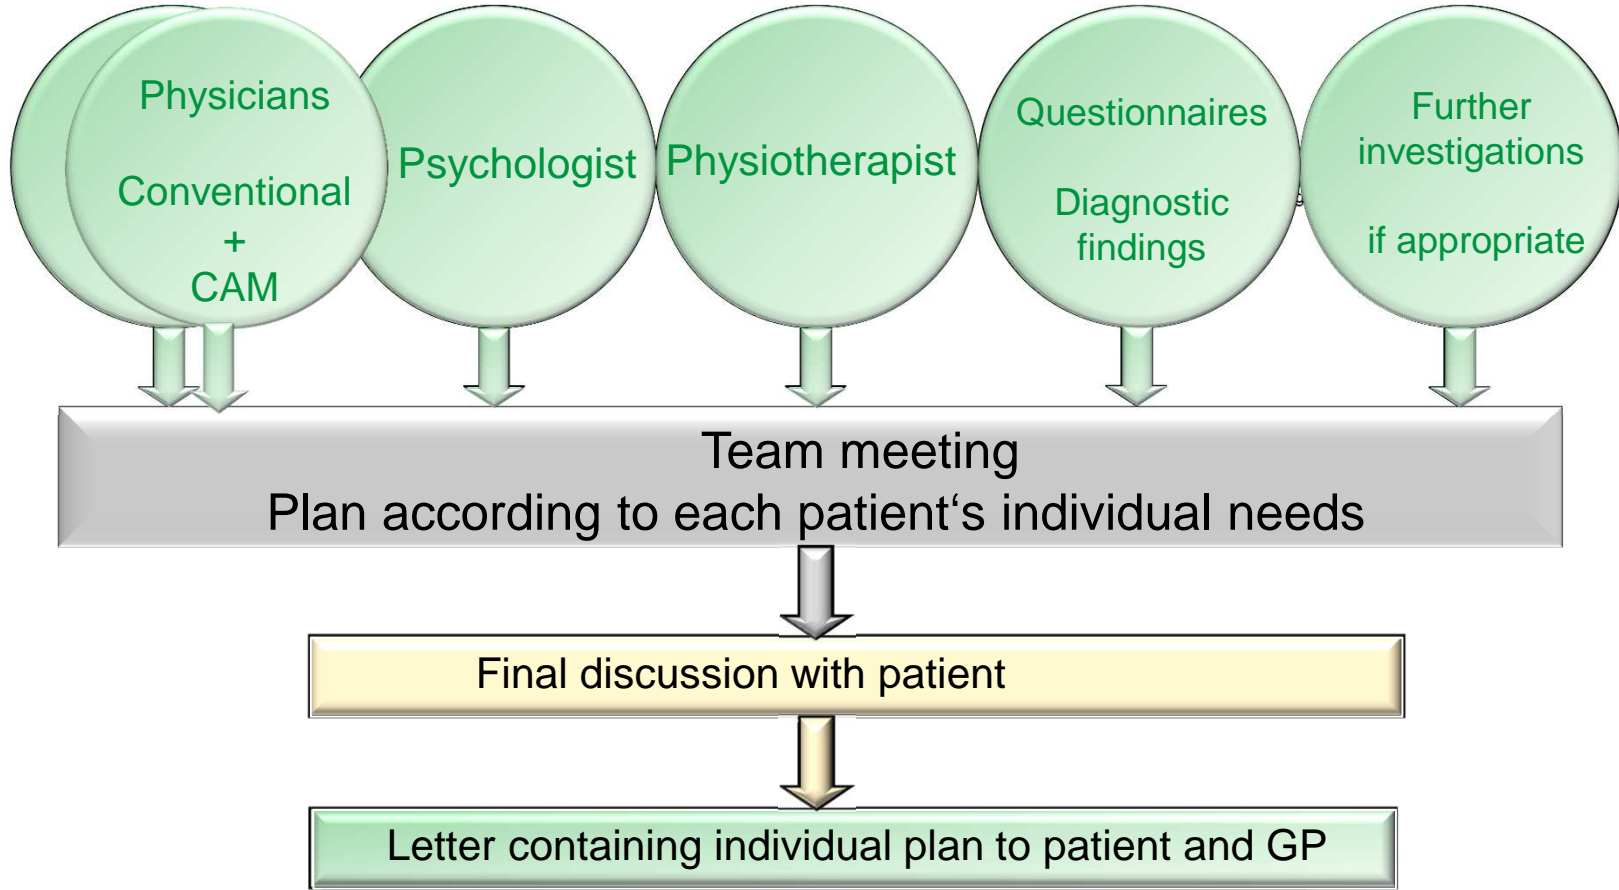 Physicians
Conventional
+
CAM
Psychologist
Physiotherapist
Questionnaires
Diagnostic
findings
Further
investigations
if appropriate
Team meeting
Plan according to each patient‘s individual needs
Final discussion with patient
Letter containing individual plan to patient and GP